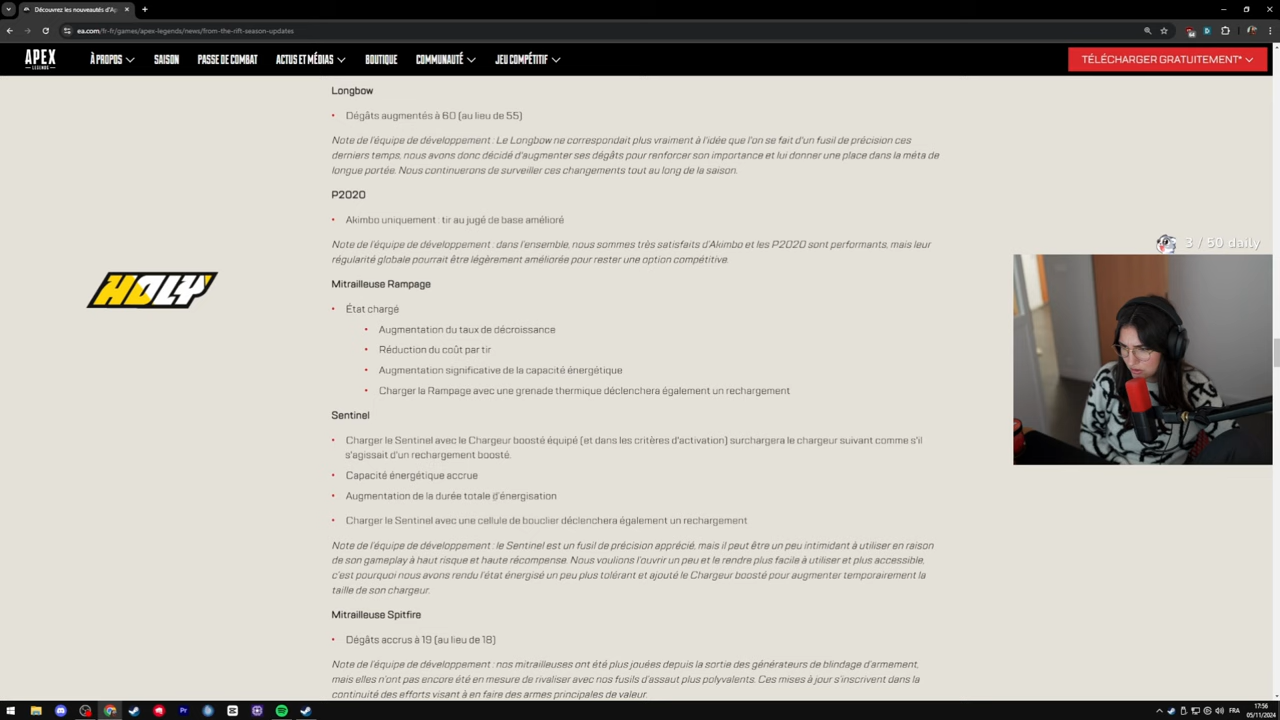 Découvrez les nouveautés d'Ap
ea.com/fr-fr/games/apex-legends/news/from-the-rift-season-updates
APEX
LEGENDS
À PROPOS
SAISON
PASSE DE COMBAT
ACTUS ET MÉDIAS
BOUTIQUE
COMMUNAUTÉ
JEU COMPÉTITIF
TÉLÉCHARGER GRATUITEMENT*
Longbow
Dégâts augmentés à 60 (au lieu de 55)
Note de l'équipe de développement : Le Longbow ne correspondait plus vraiment à l'idée que l'on se fait d'un fusil de précision ces
derniers temps, nous avons donc décidé d'augmenter ses dégâts pour renforcer son importance et lui donner une place dans la méta de
longue portée. Nous continuerons de surveiller ces changements tout au long de la saison.
P2020
Akimbo uniquement : tir au jugé de base amélioré
Note de l'équipe de développement : dans l'ensemble, nous sommes très satisfaits d'Akimbo et les P2020 sont performants, mais leur
régularité globale pourrait être légèrement améliorée pour rester une option compétitive.
3 / 50 daily
HOLY
Mitrailleuse Rampage
État chargé
Augmentation du taux de décroissance
Réduction du coût par tir
Augmentation significative de la capacité énergétique
Charger la Rampage avec une grenade thermique déclenchera également un rechargement
Sentinel
Charger le Sentinel avec le Chargeur boosté équipé (et dans les critères d'activation) surchargera le chargeur suivant comme s'il
s'agissait d'un rechargement boosté.
Capacité énergétique accrue
Augmentation de la durée totale d'énergisation
Charger le Sentinel avec une cellule de bouclier déclenchera également un rechargement
Note de l'équipe de développement : le Sentinel est un fusil de précision apprécié, mais il peut être un peu intimidant à utiliser en raison
de son gameplay à haut risque et haute récompense. Nous voulions l'ouvrir un peu et le rendre plus facile à utiliser et plus accessible,
c'est pourquoi nous avons rendu l'état énergisé un peu plus tolérant et ajouté le Chargeur boosté pour augmenter temporairement la
taille de son chargeur.
Mitrailleuse Spitfire
Dégâts accrus à 19 (au lieu de 18)
Note de l'équipe de développement : nos mitrailleuses ont été plus jouées depuis la sortie des générateurs de blindage d'armement,
mais elles n'ont pas encore été en mesure de rivaliser avec nos fusils d'assaut plus polyvalents. Ces mises à jour s'inscrivent dans la
continuité des efforts visant à en faire des armes principales de valeur.
FRA
17:56
05/11/2024